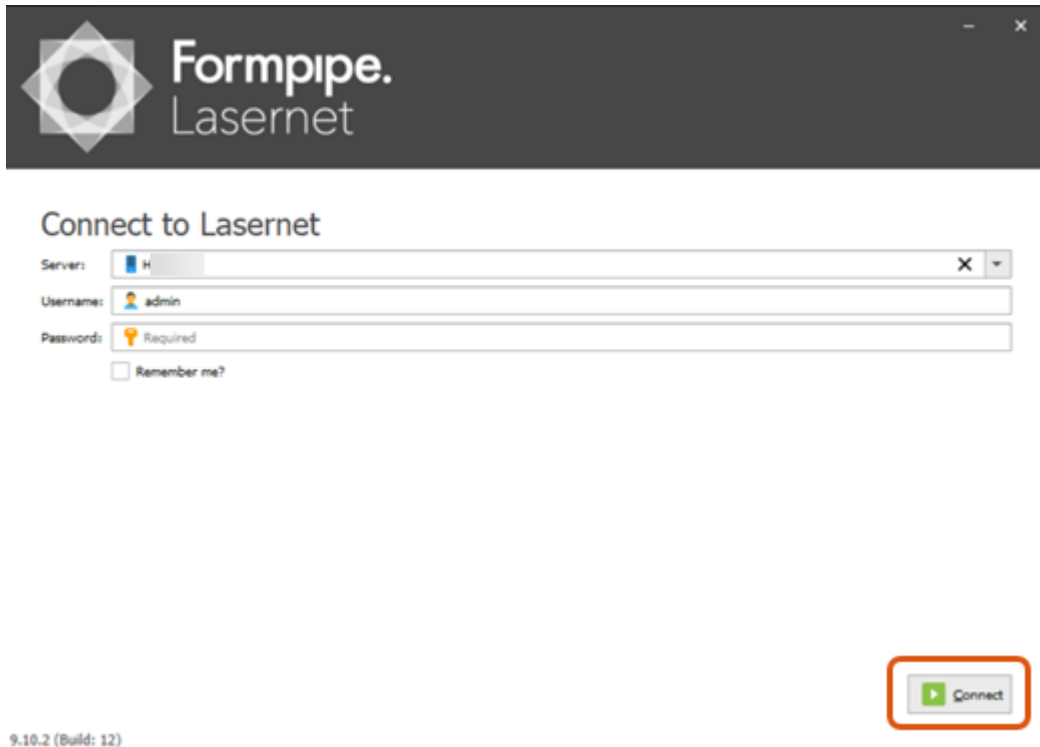 Formpipe.
Lasernet
Connect to Lasernet
Server: H
Username: admin
Password: Required
Remember me?
Connect
9.10.2 (Build: 12)